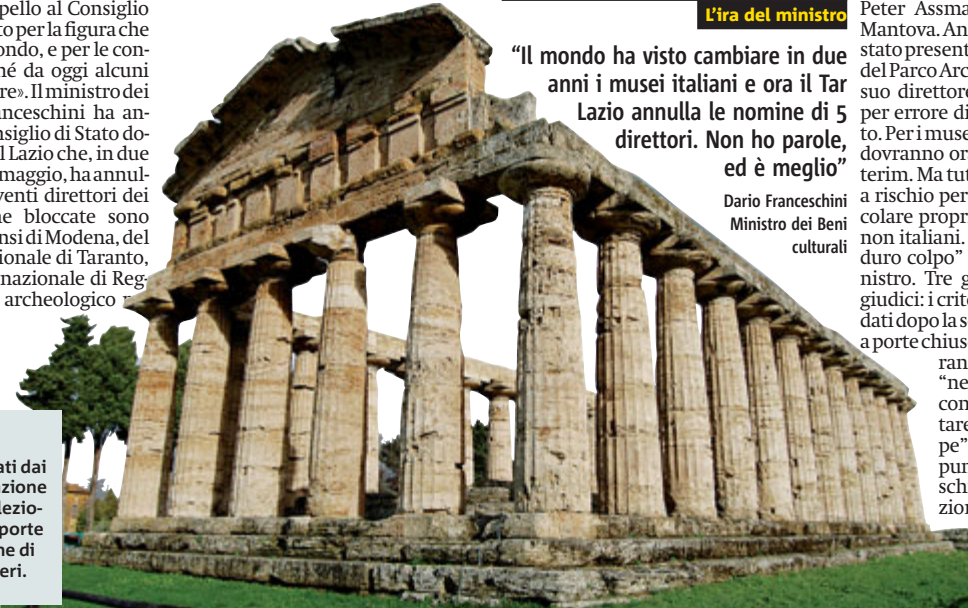 pello al Consiglio
to per la figura che
ondo, e per le con-
né da oggi alcuni
re». Il ministro dei
anceschini ha an-
nsiglio di Stato do-
l Lazio che, in due
maggio, ha annul-
venti direttori dei
ne bloccate sono
nsi di Modena, del
ionale di Taranto,
nazionale di Reg-
archeologico
ati dai
zione
lezio-
porte
ne di
eri.
L'ira del ministro
“Il mondo ha visto cambiare in due
anni i musei italiani e ora il Tar
Lazio annulla le nomine di 5
direttori. Non ho parole,
ed è meglio”
Dario Franceschini
Ministro dei Beni
culturali
Peter Assma
Mantova. An
stato present
del Parco Arc
suo direttore
per errore di
to. Per i muse
dovranno ora
terim. Ma tut
a rischio per
colare propr
non italiani.
duro colpo”
nistro. Tre g
giudici: i crite
dati dopo la s
a porte chius
ran
“ne
con
tare
pe”
pun
schi
zion